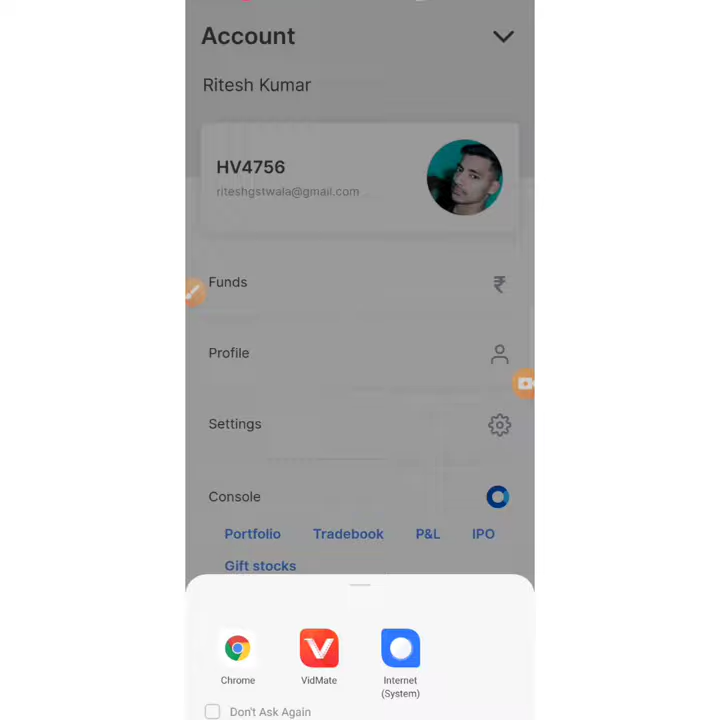 Account
Ritesh Kumar
HV4756
riteshgstwala@gmail.com
Funds
Profile
Settings
Console
Portfolio Tradebook P&L IPO
Gift stocks
Chrome VidMate Internet
(System)
Don't Ask Again